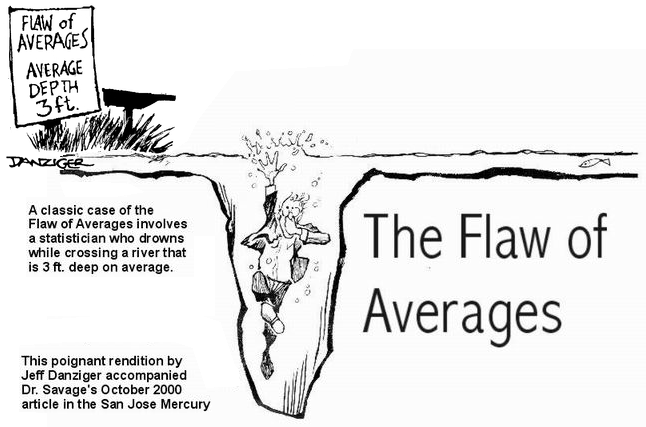 FLAW of
AVERAGES
AVERAGE
DEPTH
3 ft.
DANZIGER
A classic case of the
Flaw of Averages involves
a statistician who drowns
while crossing a river that
is 3 ft. deep on average.
The Flaw of
Averages
This poignant rendition by
Jeff Danziger accompanied
Dr. Savage's October 2000
article in the San Jose Mercury